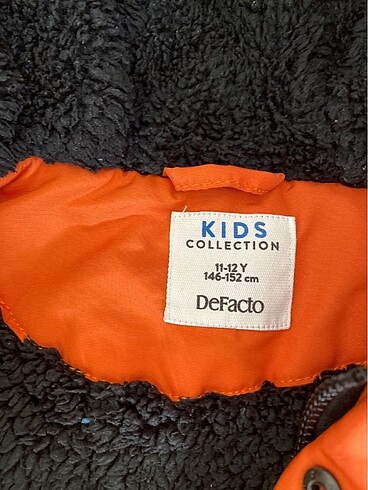 KIDS
COLLECTION
11-12 Y
146-152 cm
DeFacto